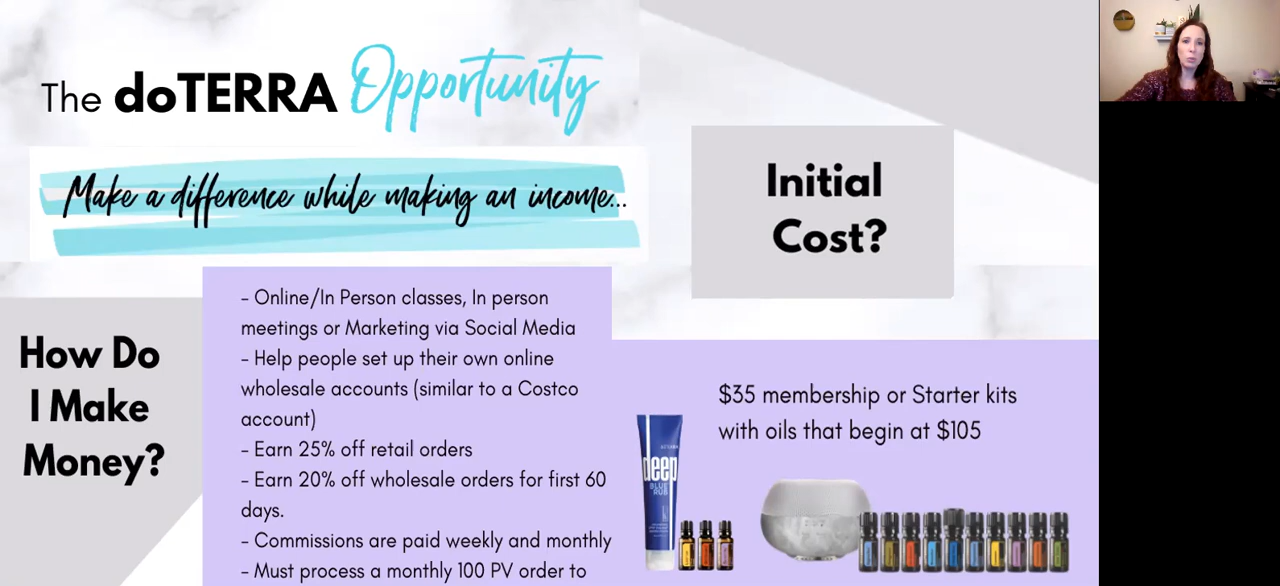 The doTERRA Opportunity
Make a difference while making an income...
Initial
Cost?
How Do
I Make
Money?
- Online/In Person classes, In person
meetings or Marketing via Social Media
- Help people set up their own online
wholesale accounts (similar to a Costco
account)
- Earn 25% off retail orders
- Earn 20% off wholesale orders for first 60
days.
- Commissions are paid weekly and monthly
- Must process a monthly 100 PV order to
$35 membership or Starter kits
with oils that begin at $105
deep
BLUE
RUB